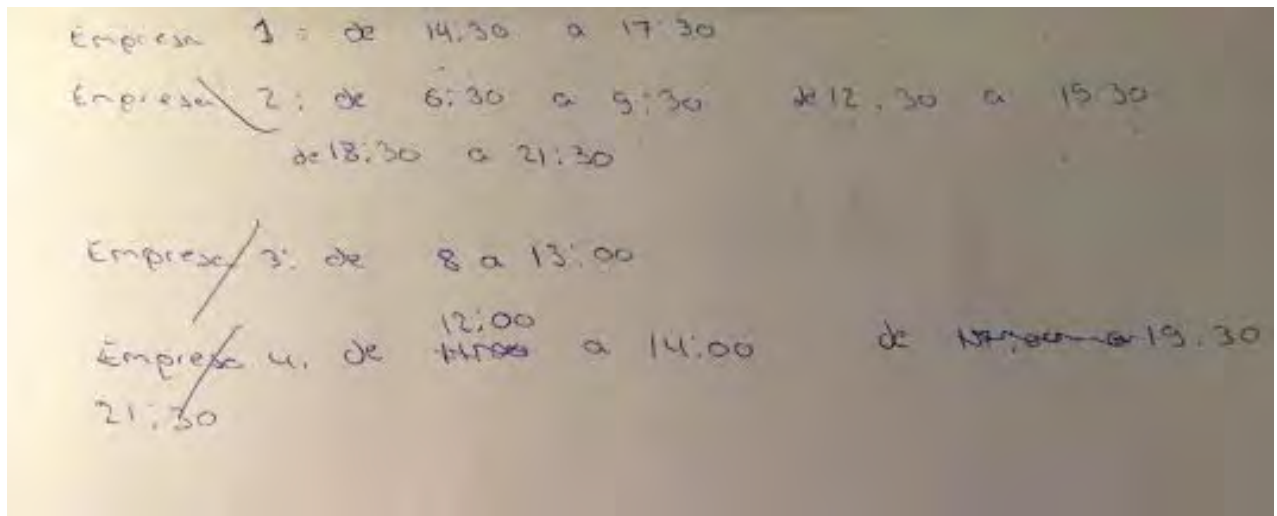 Empresa 1: de 14:30 a 17:30
Empresa 2: de 6:30 a 9:30 de 12.30 a 15:30
de 18:30 a 21:30
Empresa 3: de 8 a 13:00
12:00
Empresa 4. de a 14:00 de 19.30
21:30